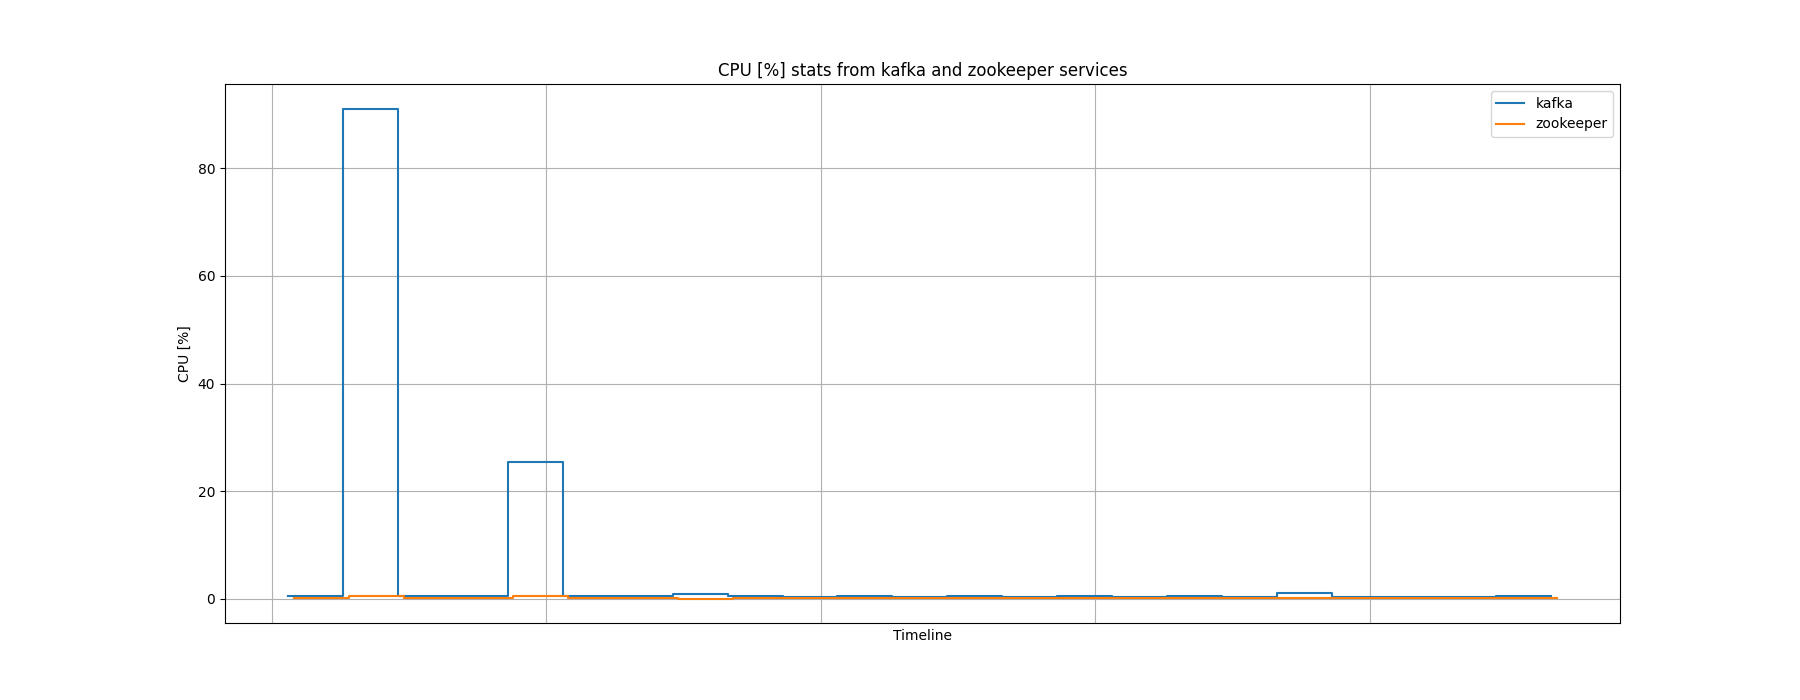 CPU [%] stats from kafka and zookeeper services
kafka
zookeeper
80
60
40
20
0
CPU [%]
Timeline